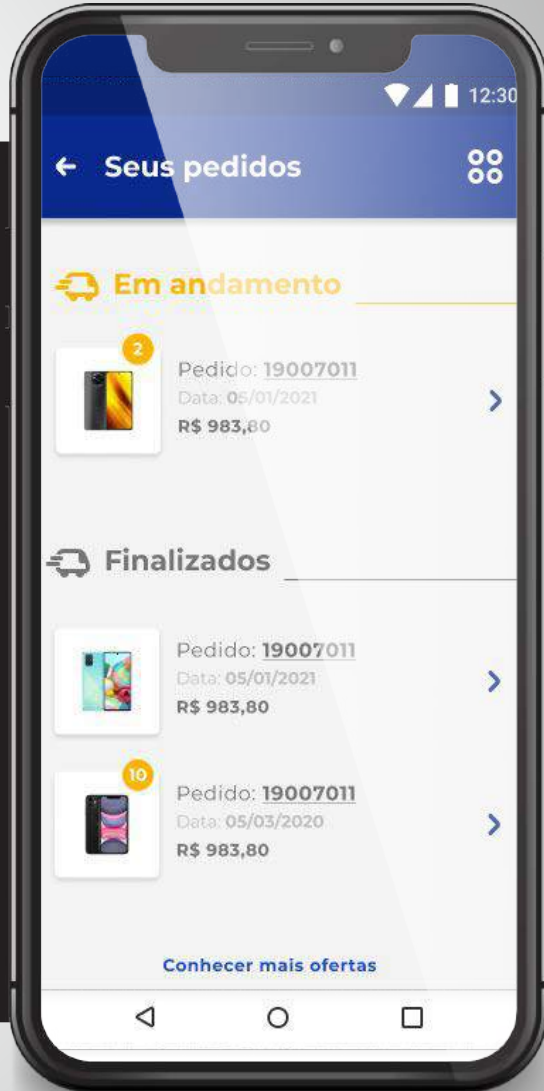 12:30
Seus pedidos
Em andamento
2
Pedido: 19007011
Data: 05/01/2021
R$ 983,80
Finalizados
Pedido: 19007011
Data: 05/01/2021
R$ 983,80
10
Pedido: 19007011
Data: 05/03/2020
R$ 983,80
Conhecer mais ofertas